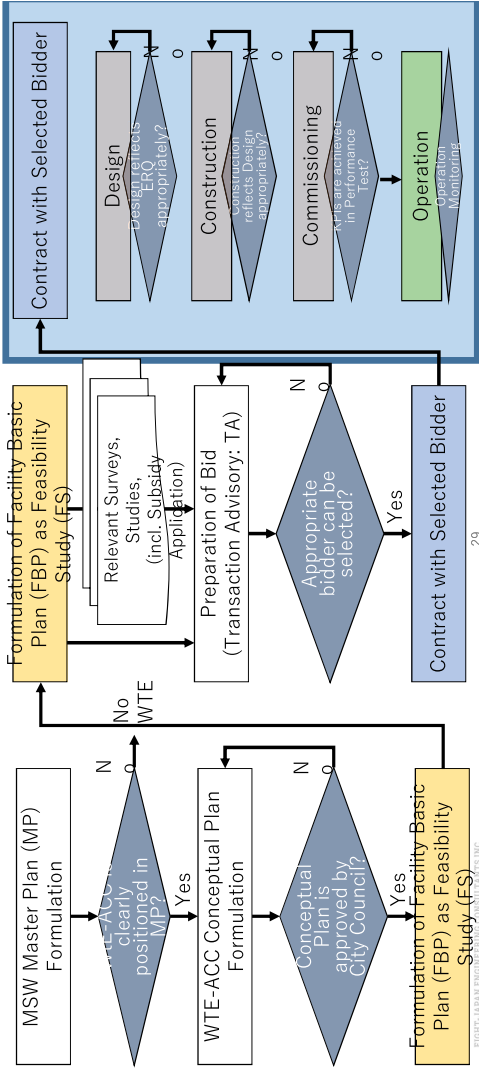 MSW Master Plan (MP)
Formulation
clearly
positioned in
MP?
No
No
WTE
Yes
WTE-ACC Conceptual Plan
Formulation
Conceptual
Plan is
approved by
City Council?
No
Yes
Formulation of Facility Basic
Plan (FBP) as Feasibility
Study (FS)
Formulation of Facility Basic
Plan (FBP) as Feasibility
Study (FS)
Relevant Surveys,
Studies,
(incl. Subsidy
Application)
Preparation of Bid
(Transaction Advisory: TA)
Appropriate
bidder can be
selected?
No
Yes
Contract with Selected Bidder
Contract with Selected Bidder
Design
Design reflects
ERQ
appropriately?
No
Construction
Construction
reflects Design
appropriately?
No
Commissioning
KPIs are achieved
in Performance
Test?
No
Operation
Operation
Monitoring
29
EIGHT-JAPAN ENGINEERING CONSULTANTS INC.